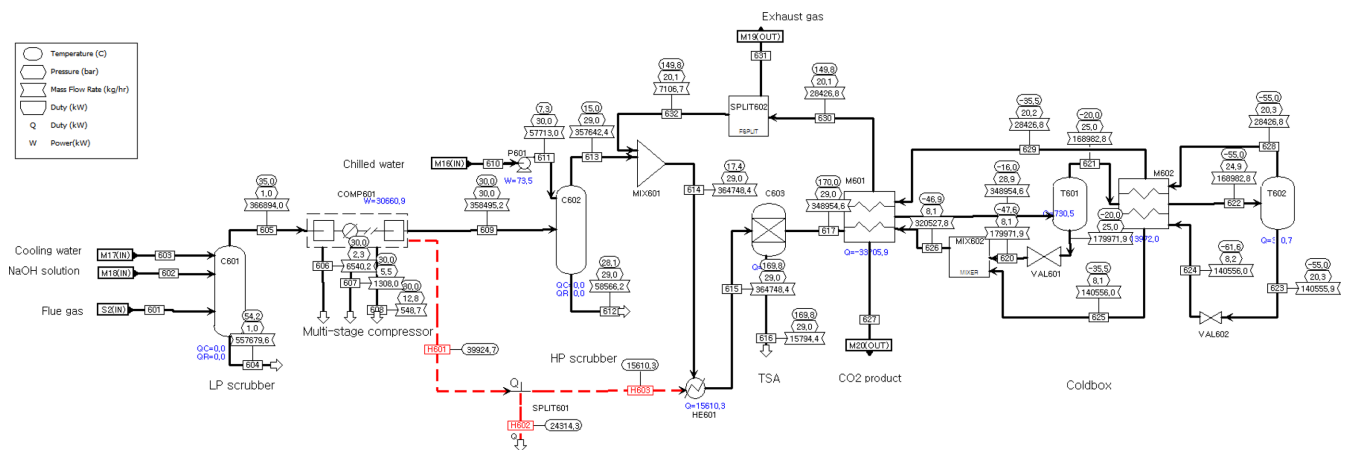 Exhaust gas
M19(OUT)
631
149,8
20,1
7106,7
632
SPLIT602
FSPLIT
149,8
20,1
28426,8
630
Temperature (C)
Pressure (bar)
Mass Flow Rate (kg/hr)
Duty (kW)
Q Duty (kW)
W Power(kW)
Chilled water
M16(IN)
610
P601
W=73,5
7,3
30,0
57713,0
611
15,0
29,0
357642,4
613
MIX601
17,4
29,0
364748,4
614
C602
QC=0,0
28,1
29,0
58566,2
612
HP scrubber
Cooling water
M17(IN)
603
NaOH solution
M18(IN)
602
Flue gas
S2(IN)
601
C601
35,0
1,0
366894,0
605
54,2
1,0
557679,6
604
QC=0,0
QR=0,0
LP scrubber
COMP601
W=30660,9
30,0
30,0
358495,2
609
30,0
2,3
6540,2
606
30,0
5,5
1308,0
607
30,0
12,8
548,7
Multi-stage compressor
H601
39924,7
Q
SPLIT601
H602
24314,3
Q
15610,3
H603
Q=15610,3
HE601
C603
169,8
29,0
364748,4
615
169,8
29,0
15794,4
616
TSA
170,0
29,0
348954,6
617
M601
627
M20(OUT)
CO2 product
-46,9
8,1
320527,8
626
MIX602
MIXER
-16,0
28,9
348954,6
-47,6
8,1
179971,9
620
VAL601
T601
-35,5
20,2
28426,8
629
-20,0
25,0
168982,8
621
-20,0
25,0
179971,9
-35,5
8,1
140556,0
625
M602
-55,0
20,3
28426,8
628
-55,0
24,9
168982,8
622
T602
-61,6
8,2
140556,0
624
VAL602
-55,0
20,3
140555,9
623
Coldbox